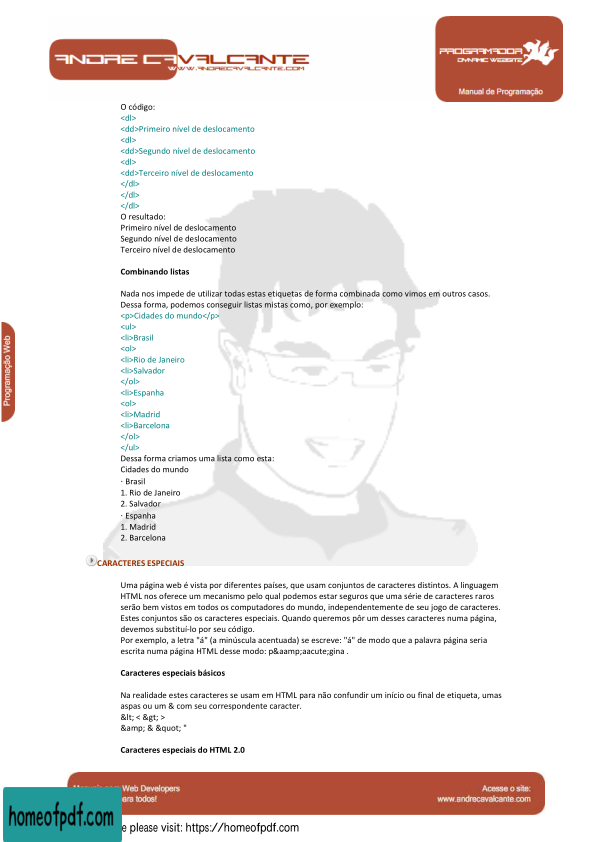 ANDRE CAVALCANTE
WWW.ANDRECAVALCANTE.COM
PROGRAMADOR
DYNAMIC WEBSITE
Manual de Programação
O código:
<dl>
<dd>Primeiro nível de deslocamento
<dl>
<dd>Segundo nível de deslocamento
<dl>
<dd>Terceiro nível de deslocamento
</dl>
</dl>
</dl>
O resultado:
Primeiro nível de deslocamento
Segundo nível de deslocamento
Terceiro nível de deslocamento
Combinando listas
Nada nos impede de utilizar todas estas etiquetas de forma combinada como vimos em outros casos.
Dessa forma, podemos conseguir listas mistas como, por exemplo:
<p>Cidades do mundo</p>
<ul>
<li>Brasil
<ol>
<li>Rio de Janeiro
<li>Salvador
</ol>
<li>Espanha
<ol>
<li>Madrid
<li>Barcelona
</ol>
</ul>
Dessa forma criamos uma lista como esta:
Cidades do mundo
· Brasil
1. Rio de Janeiro
2. Salvador
· Espanha
1. Madrid
2. Barcelona
Programação Web
CARACTERES ESPECIAIS
Uma página web é vista por diferentes países, que usam conjuntos de caracteres distintos. A linguagem
HTML nos oferece um mecanismo pelo qual podemos estar seguros que uma série de caracteres raros
serão bem vistos em todos os computadores do mundo, independentemente de seu jogo de caracteres.
Estes conjuntos são os caracteres especiais. Quando queremos pôr um desses caracteres numa página,
devemos substituí-lo por seu código.
Por exemplo, a letra "á" (a minúscula acentuada) se escreve: "á" de modo que a palavra página seria
escrita numa página HTML desse modo: p&aamp;aacute;gina .
Caracteres especiais básicos
Na realidade estes caracteres se usam em HTML para não confundir um início ou final de etiqueta, umas
aspas ou um & com seu correspondente caracter.
&lt; < &gt; >
&amp; & &quot; "
Caracteres especiais do HTML 2.0
Web Developers
para todos!
Acesse o site:
www.andrecavalcante.com
homeofpdf.com
e please visit: https://homeofpdf.com